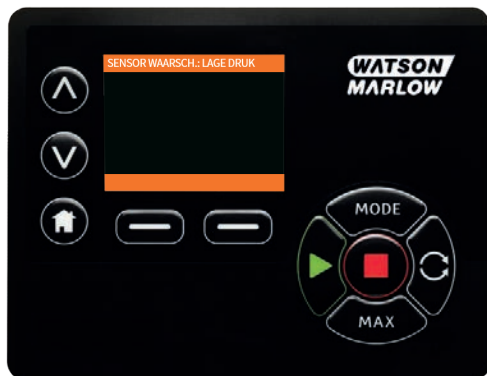 SENSOR WAARSCH.: LAGE DRUK
WATSON
MARLOW
MODE
MAX